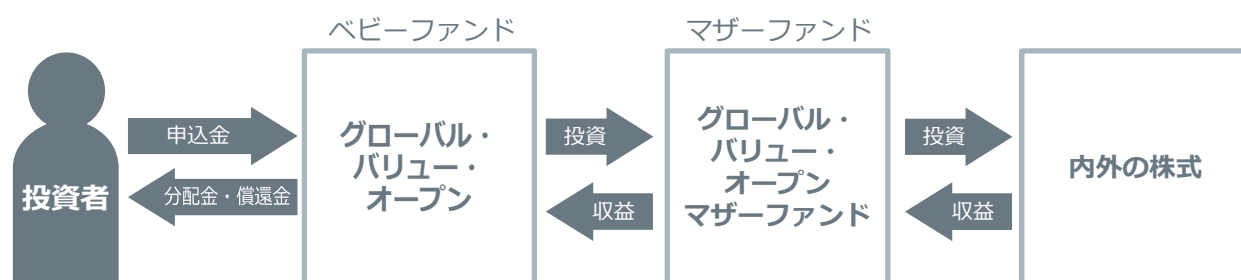 ベビーファンド
マザーファンド
投資者
申込金
分配金・償還金
グローバル・
バリュー・
オープン
投資
収益
グローバル・
バリュー・
オープン
マザーファンド
投資
収益
内外の株式